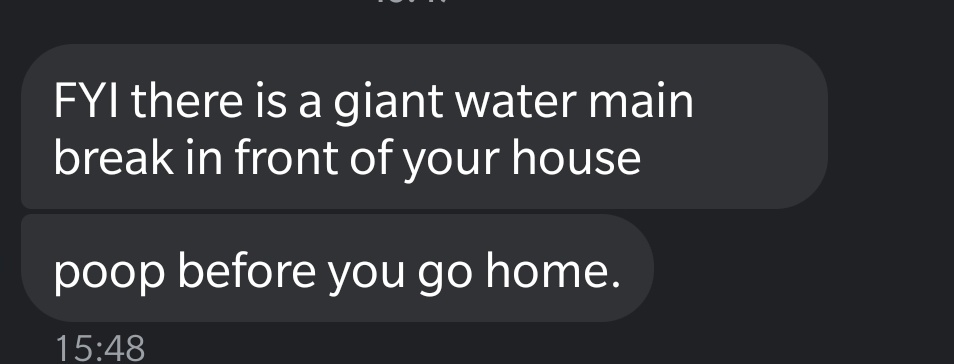 FYI there is a giant water main
break in front of your house
poop before you go home.
15:48